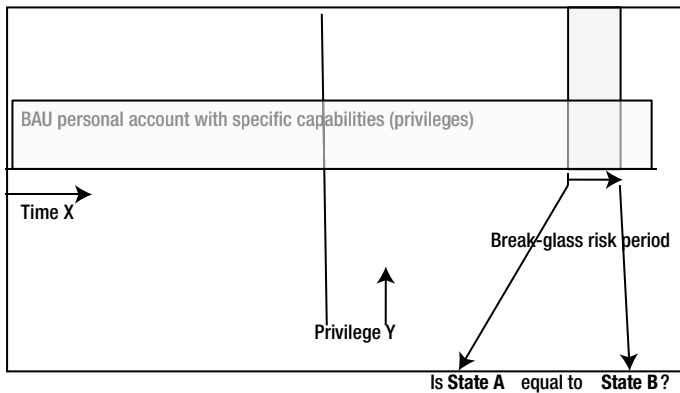 BAU personal account with specific capabilities (privileges)
Time X
Break-glass risk period
Privilege Y
Is State A equal to State B?